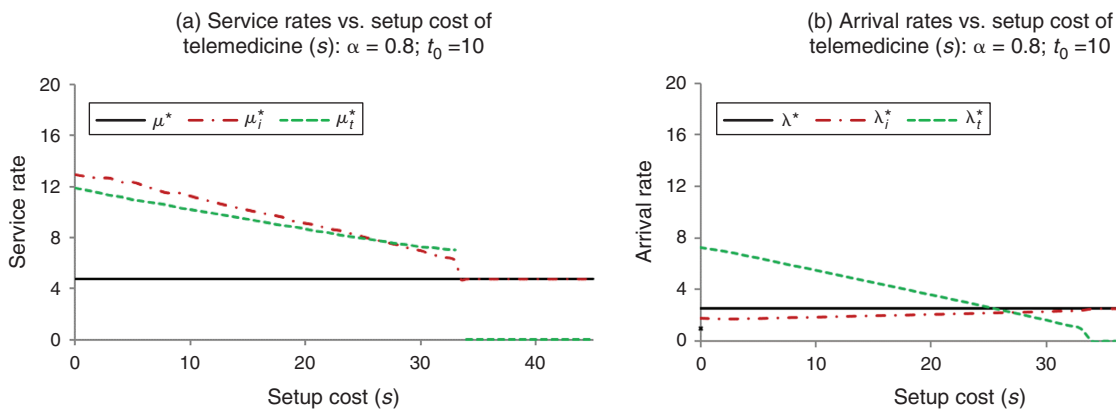 (a) Service rates vs. setup cost of
telemedicine (s): α = 0.8; t₀ =10
20
16
12
8
4
0
Service rate
μ* μᵢ* μₜ*
0 10 20 30 40
Setup cost (s)
(b) Arrival rates vs. setup cost of
telemedicine (s): α = 0.8; t₀ =10
20
16
12
8
4
0
Arrival rate
λ* λᵢ* λₜ*
0 10 20 30
Setup cost (s)